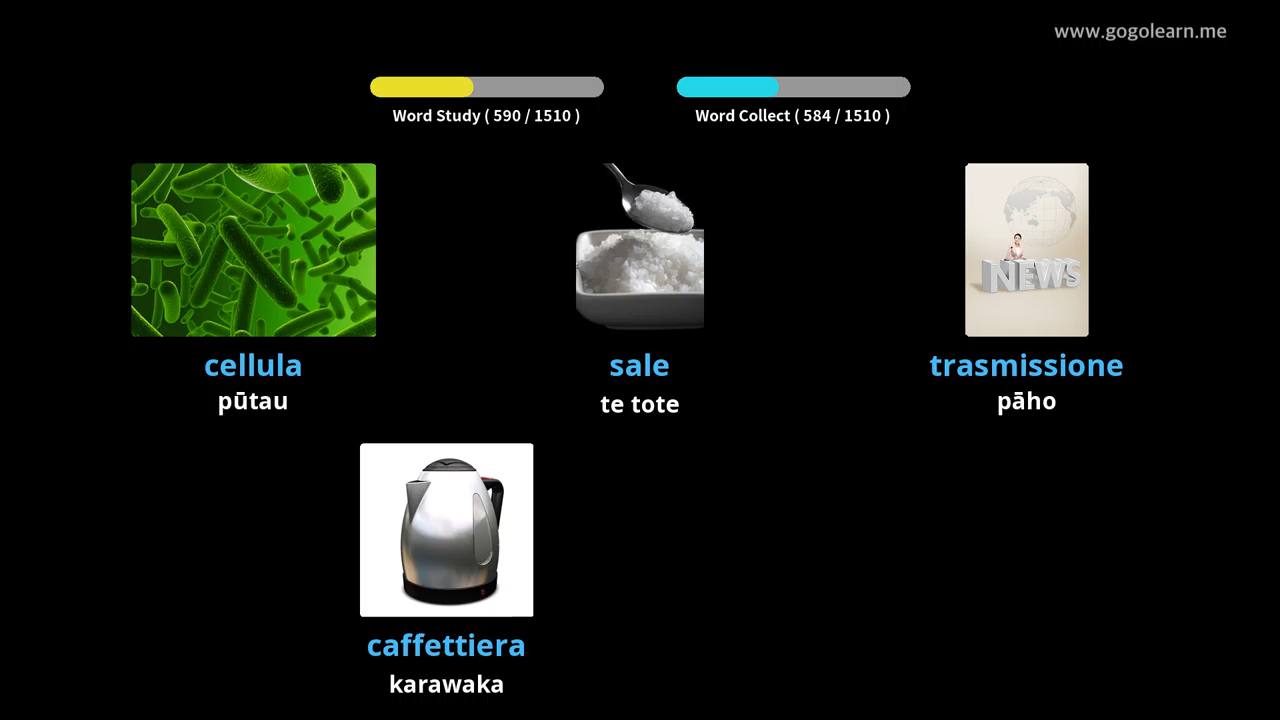 www.gogolearn.me
Word Study ( 590 / 1510 )
Word Collect ( 584 / 1510 )
NEWS
cellula
pūtau
sale
te tote
trasmissione
pāho
caffettiera
karawaka